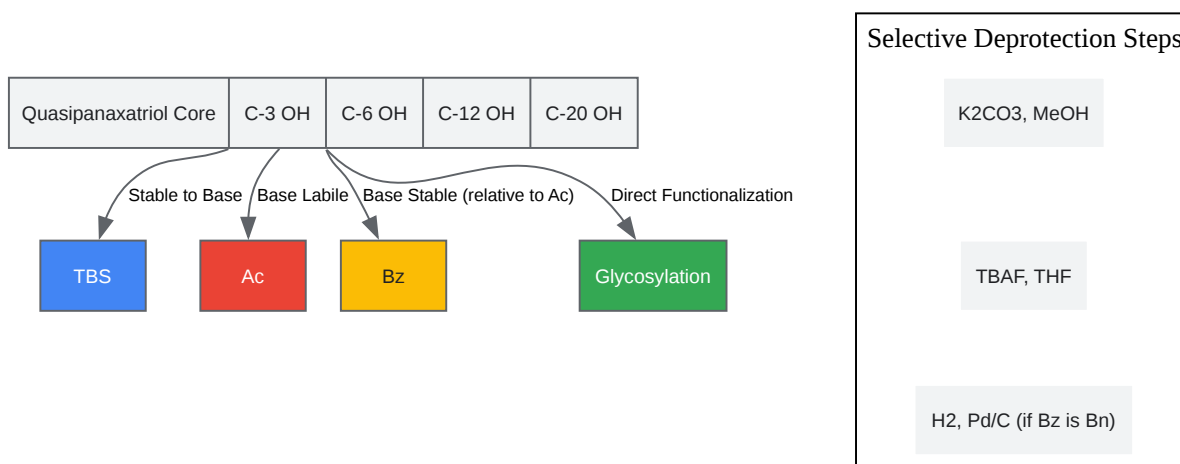 Selective Deprotection Steps
Quasipanaxatriol Core
C-3 OH
C-6 OH
C-12 OH
C-20 OH
K2CO3, MeOH
Stable to Base
Base Labile
Base Stable (relative to Ac)
Direct Functionalization
TBS
Ac
Bz
Glycosylation
TBAF, THF
H2, Pd/C (if Bz is Bn)